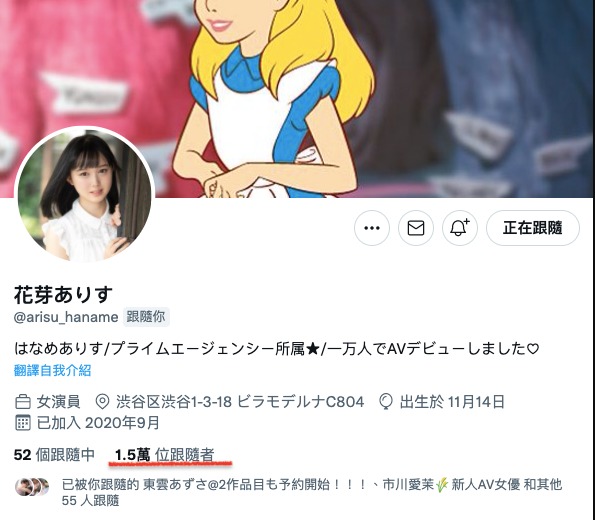 正在跟隨
花芽ありす
@arisu_haname 跟隨你
はなめありす/プライムエージェンシー所属★/一万人でAVデビューしました♡
翻譯自我介紹
女演員 渋谷区渋谷1-3-18 ビラモデルナC804 出生於 11月14日
已加入 2020年9月
52 個跟隨中 1.5萬 位跟隨者
已被你跟隨的 東雲あずさ@2作品目も予約開始！！！、市川愛茉🌾 新人AV女優 和其他
55 人跟隨